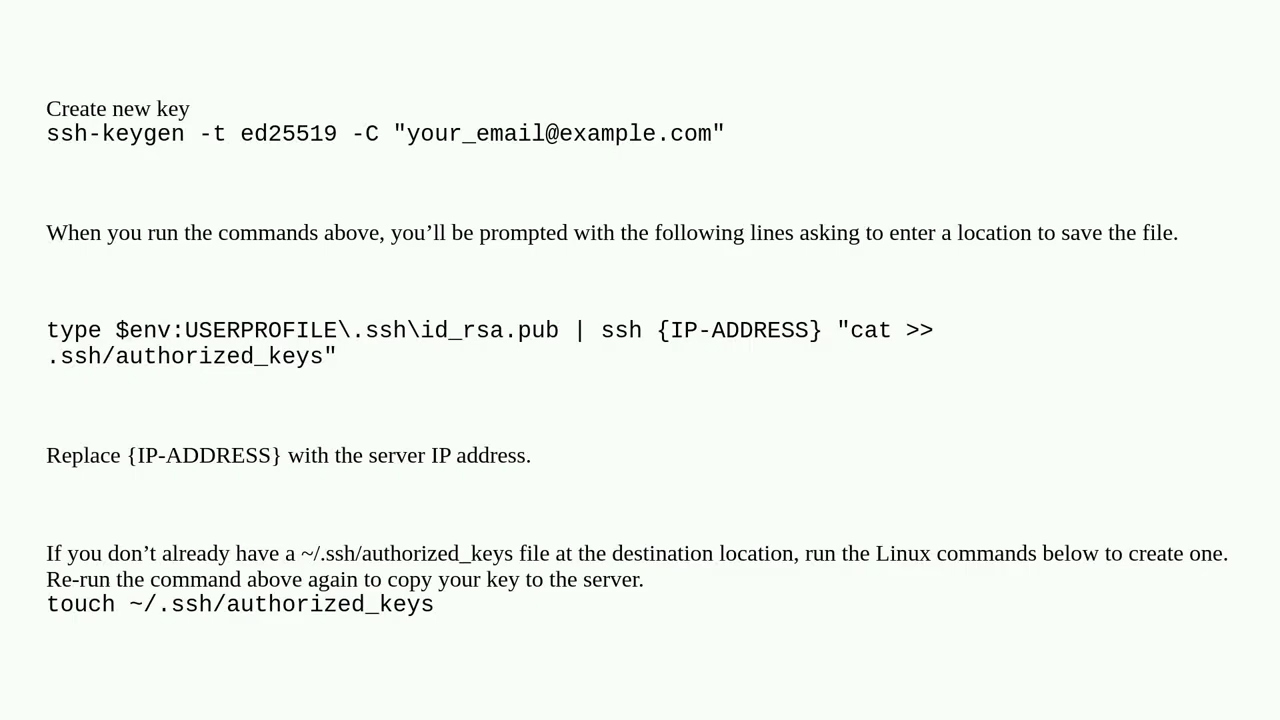 Create new key
ssh-keygen -t ed25519 -C "your_email@example.com"
When you run the commands above, you’ll be prompted with the following lines asking to enter a location to save the file.
type $env:USERPROFILE\.ssh\id_rsa.pub | ssh {IP-ADDRESS} "cat >>
.ssh/authorized_keys"
Replace {IP-ADDRESS} with the server IP address.
If you don’t already have a ~/.ssh/authorized_keys file at the destination location, run the Linux commands below to create one.
Re-run the command above again to copy your key to the server.
touch ~/.ssh/authorized_keys